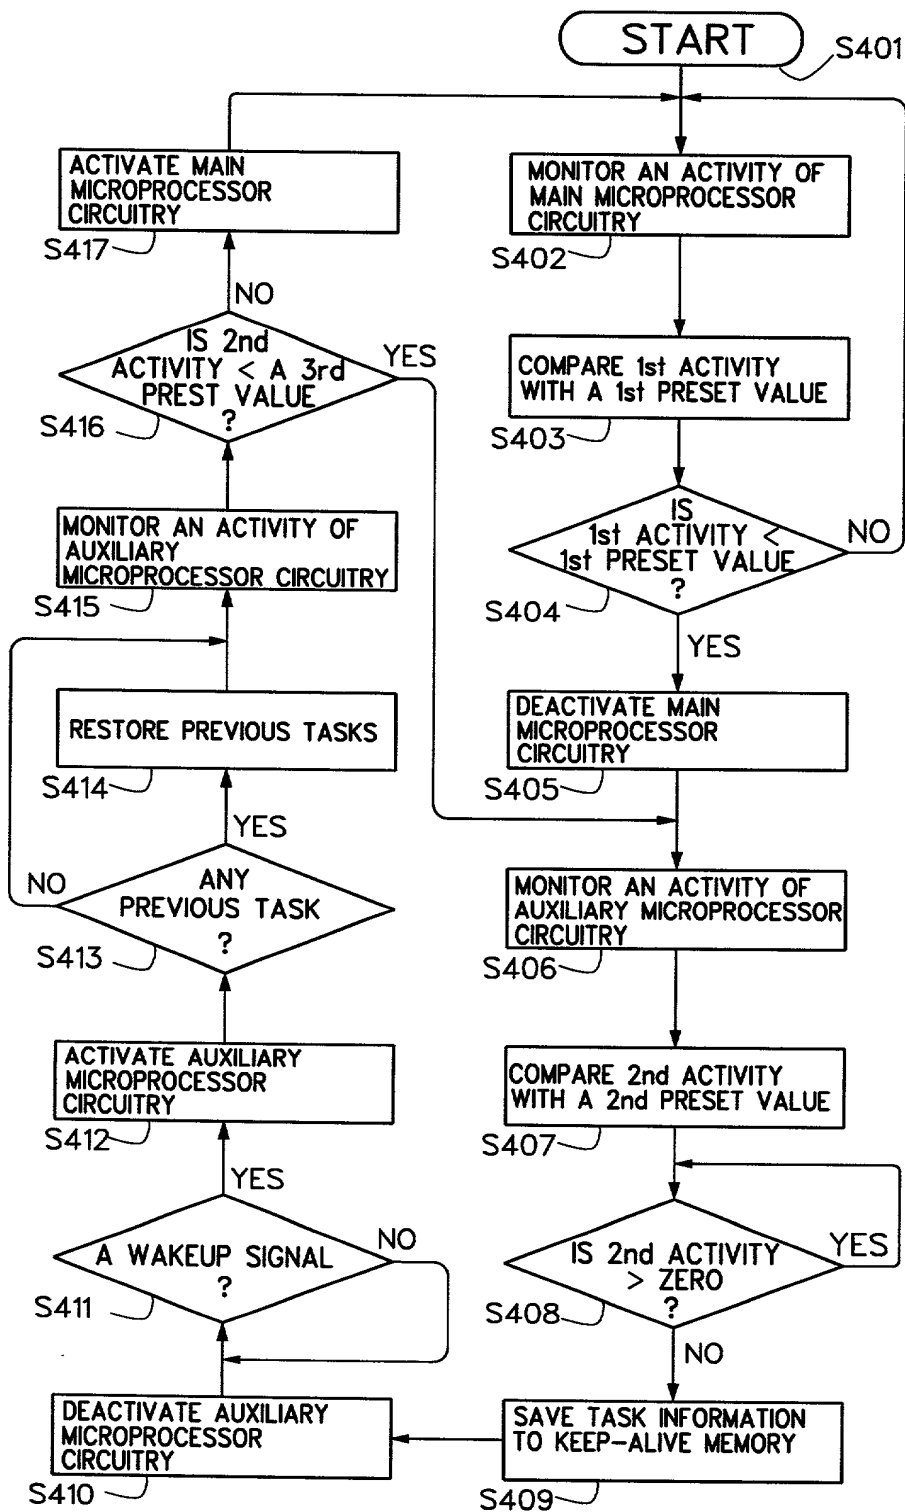 START
S401
MONITOR AN ACTIVITY OF
MAIN MICROPROCESSOR
CIRCUITRY
S402
COMPARE 1st ACTIVITY
WITH A 1st PRESET VALUE
S403
IS
1st ACTIVITY <
1st PRESET VALUE
?
NO
S404
YES
DEACTIVATE MAIN
MICROPROCESSOR
CIRCUITRY
S405
MONITOR AN ACTIVITY OF
AUXILIARY MICROPROCESSOR
CIRCUITRY
S406
COMPARE 2nd ACTIVITY
WITH A 2nd PRESET VALUE
S407
IS 2nd ACTIVITY
> ZERO
?
YES
S408
NO
SAVE TASK INFORMATION
TO KEEP-ALIVE MEMORY
S409
DEACTIVATE AUXILIARY
MICROPROCESSOR
CIRCUITRY
S410
A WAKEUP SIGNAL
?
NO
S411
YES
ACTIVATE AUXILIARY
MICROPROCESSOR
CIRCUITRY
S412
ANY
PREVIOUS TASK
?
NO
S413
YES
RESTORE PREVIOUS TASKS
S414
MONITOR AN ACTIVITY OF
AUXILIARY
MICROPROCESSOR CIRCUITRY
S415
IS 2nd
ACTIVITY < A 3rd
PREST VALUE
?
YES
S416
NO
ACTIVATE MAIN
MICROPROCESSOR
CIRCUITRY
S417